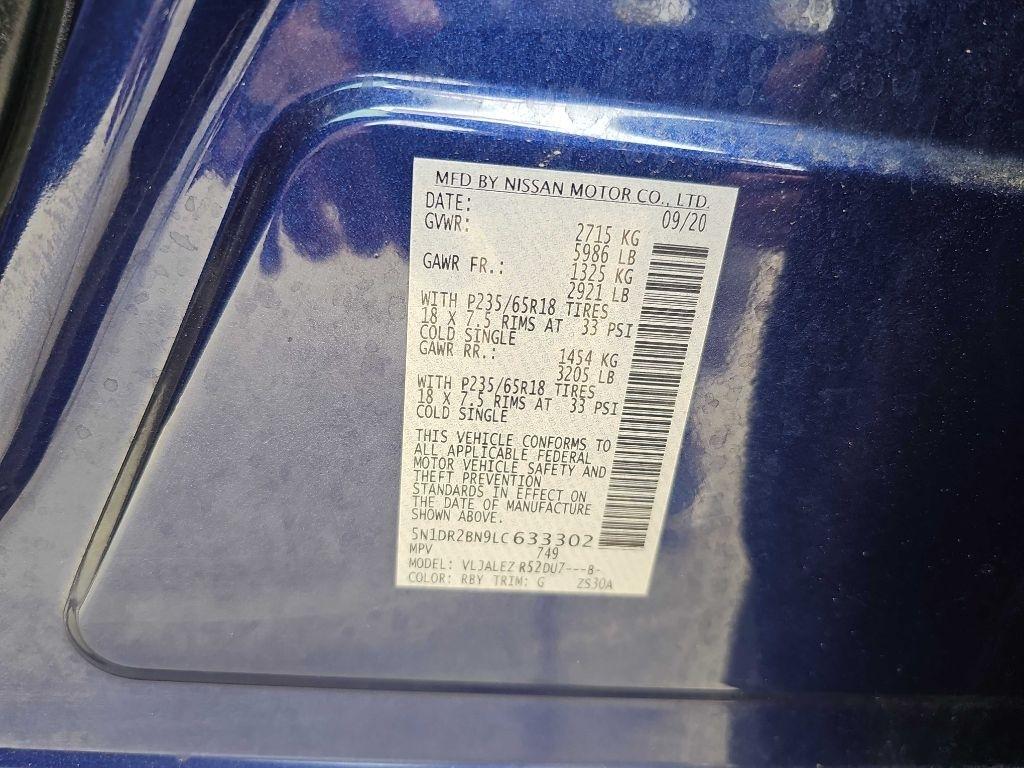 MFD BY NISSAN MOTOR CO., LTD.
DATE: 09/20
GVWR: 2715 KG
5986 LB
GAWR FR.: 1325 KG
2921 LB
WITH P235/65R18 TIRES
18 X 7.5 RIMS AT 33 PSI
COLD SINGLE
GAWR RR.: 1454 KG
3205 LB
WITH P235/65R18 TIRES
18 X 7.5 RIMS AT 33 PSI
COLD SINGLE
THIS VEHICLE CONFORMS TO
ALL APPLICABLE FEDERAL
MOTOR VEHICLE SAFETY AND
THEFT PREVENTION
STANDARDS IN EFFECT ON
THE DATE OF MANUFACTURE
SHOWN ABOVE.
5N1DR2BN9LC633302
MPV 749
MODEL: VLJALEZ R52DU7---8-
COLOR: RBY TRIM: G ZS30A